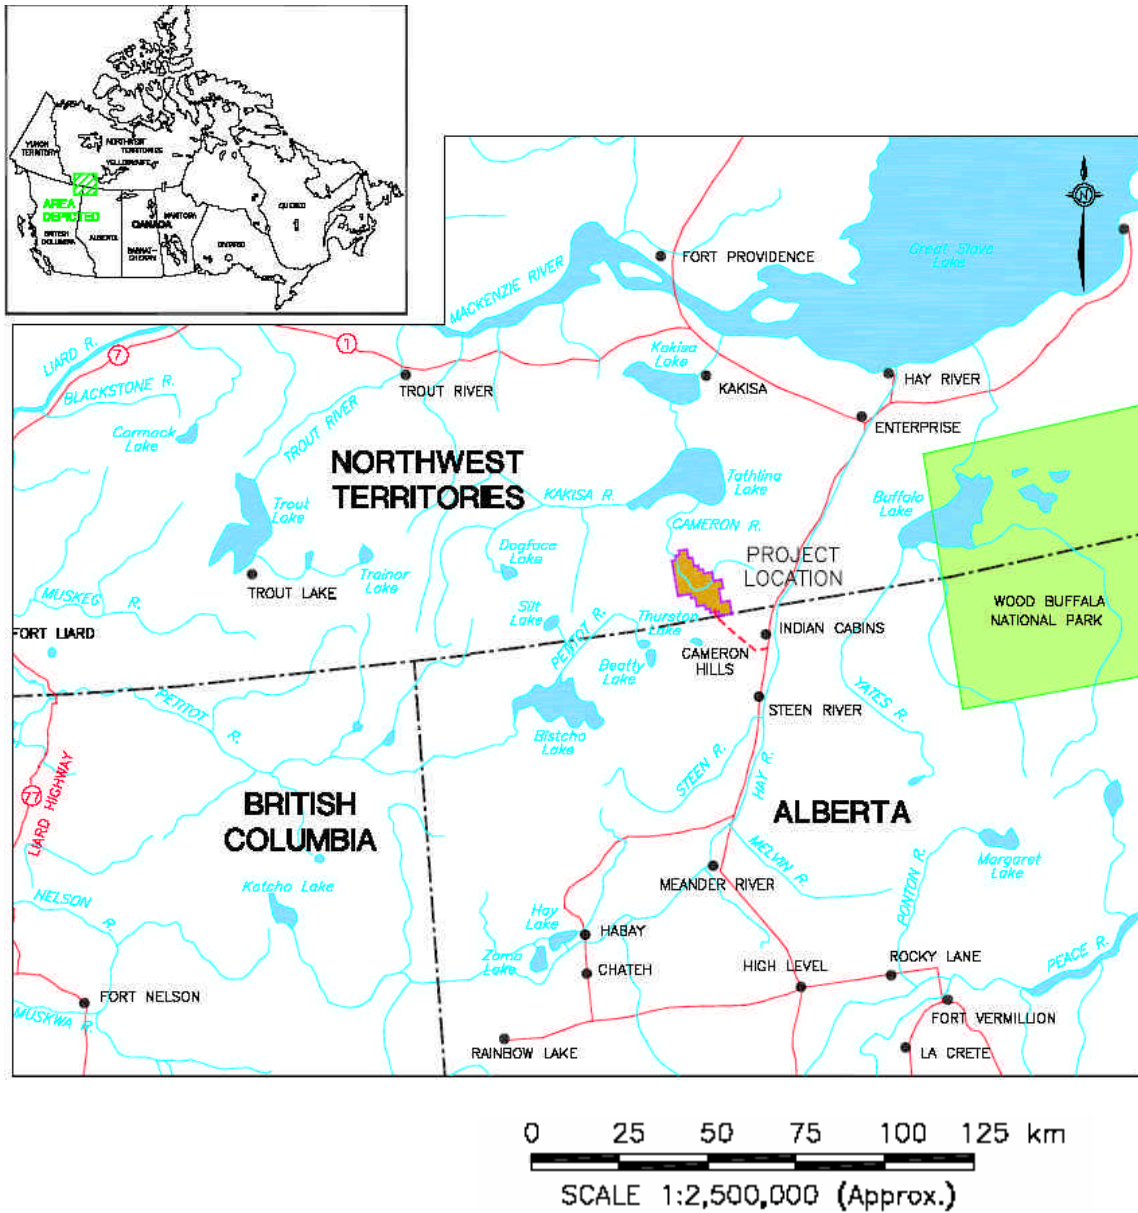 YUKON
TERRITORY
NORTHWEST
TERRITORIES
YELLOWKNIFE
AREA
DEPICTED
BRITISH
COLUMBIA
ALBERTA
CANADA
MANITOBA
SASKAT-
CHEWAN
ONTARIO
QUEBEC
N
Great Slave
Lake
FORT PROVIDENCE
MACKENZIE RIVER
LIARD R.
7
1
BLACKSTONE R.
TROUT RIVER
Kakisa
Lake
KAKISA
HAY RIVER
ENTERPRISE
Cormack
Lake
TROUT RIVER
NORTHWEST
TERRITORIES
KAKISA R.
Tathlina
Lake
Buffalo
Lake
Trout
Lake
CAMERON R.
Dogface
Lake
PROJECT
LOCATION
Trainor
Lake
TROUT LAKE
MUSKEG R.
Silt
Lake
PETITOT R.
Thurston
Lake
WOOD BUFFALA
NATIONAL PARK
FORT LIARD
INDIAN CABINS
CAMERON
HILLS
Beatty
Lake
PETITOT R.
STEEN RIVER
YATES R.
Bistcho
Lake
STEEN R.
HAY R.
77
LIARD HIGHWAY
BRITISH
COLUMBIA
ALBERTA
MELVIN R.
Margaret
Lake
MEANDER RIVER
PONTON R.
Kotcho Lake
NELSON R.
Hay
Lake
HABAY
Zama
Lake
CHATEH
HIGH LEVEL
ROCKY LANE
PEACE R.
FORT NELSON
MUSKWA R.
FORT VERMILLION
RAINBOW LAKE
LA CRETE
0 25 50 75 100 125 km
SCALE 1:2,500,000 (Approx.)